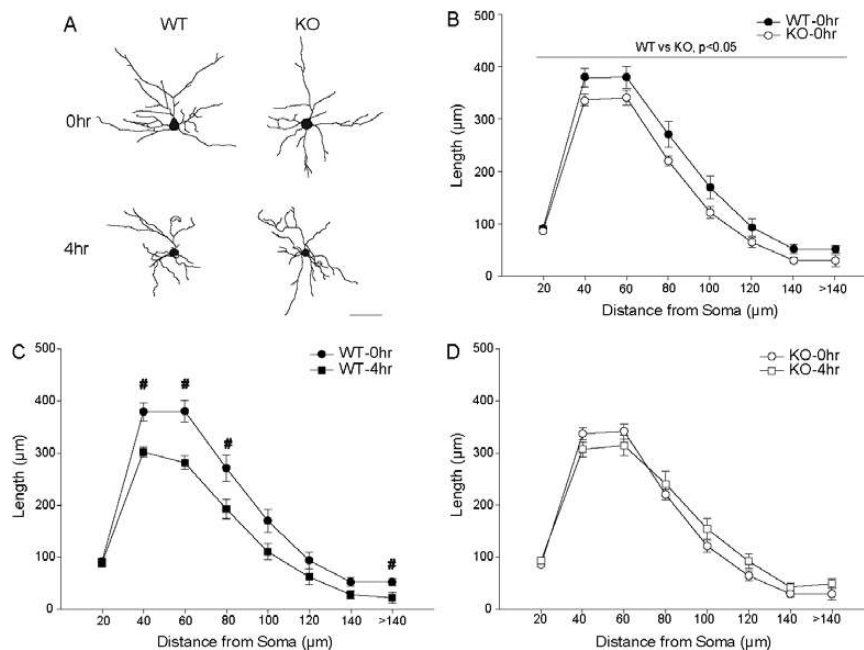 A
WT
KO
0hr
4hr
B
WT-0hr
KO-0hr
WT vs KO, p<0.05
500
400
300
200
100
0
Length (µm)
20 40 60 80 100 120 140 >140
Distance from Soma (µm)
C
WT-0hr
WT-4hr
# # # #
500
400
300
200
100
0
Length (µm)
20 40 60 80 100 120 140 >140
Distance from Soma (µm)
D
KO-0hr
KO-4hr
500
400
300
200
100
0
Length (µm)
20 40 60 80 100 120 140 >140
Distance from Soma (µm)